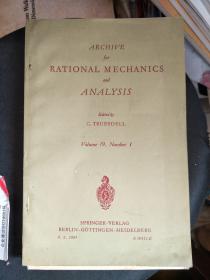 ARCHIVE
for
RATIONAL MECHANICS
and
ANALYSIS
Edited by
C. TRUESDELL
Volume 19, Number 1
SPRINGER-VERLAG
BERLIN-GÖTTINGEN-HEIDELBERG